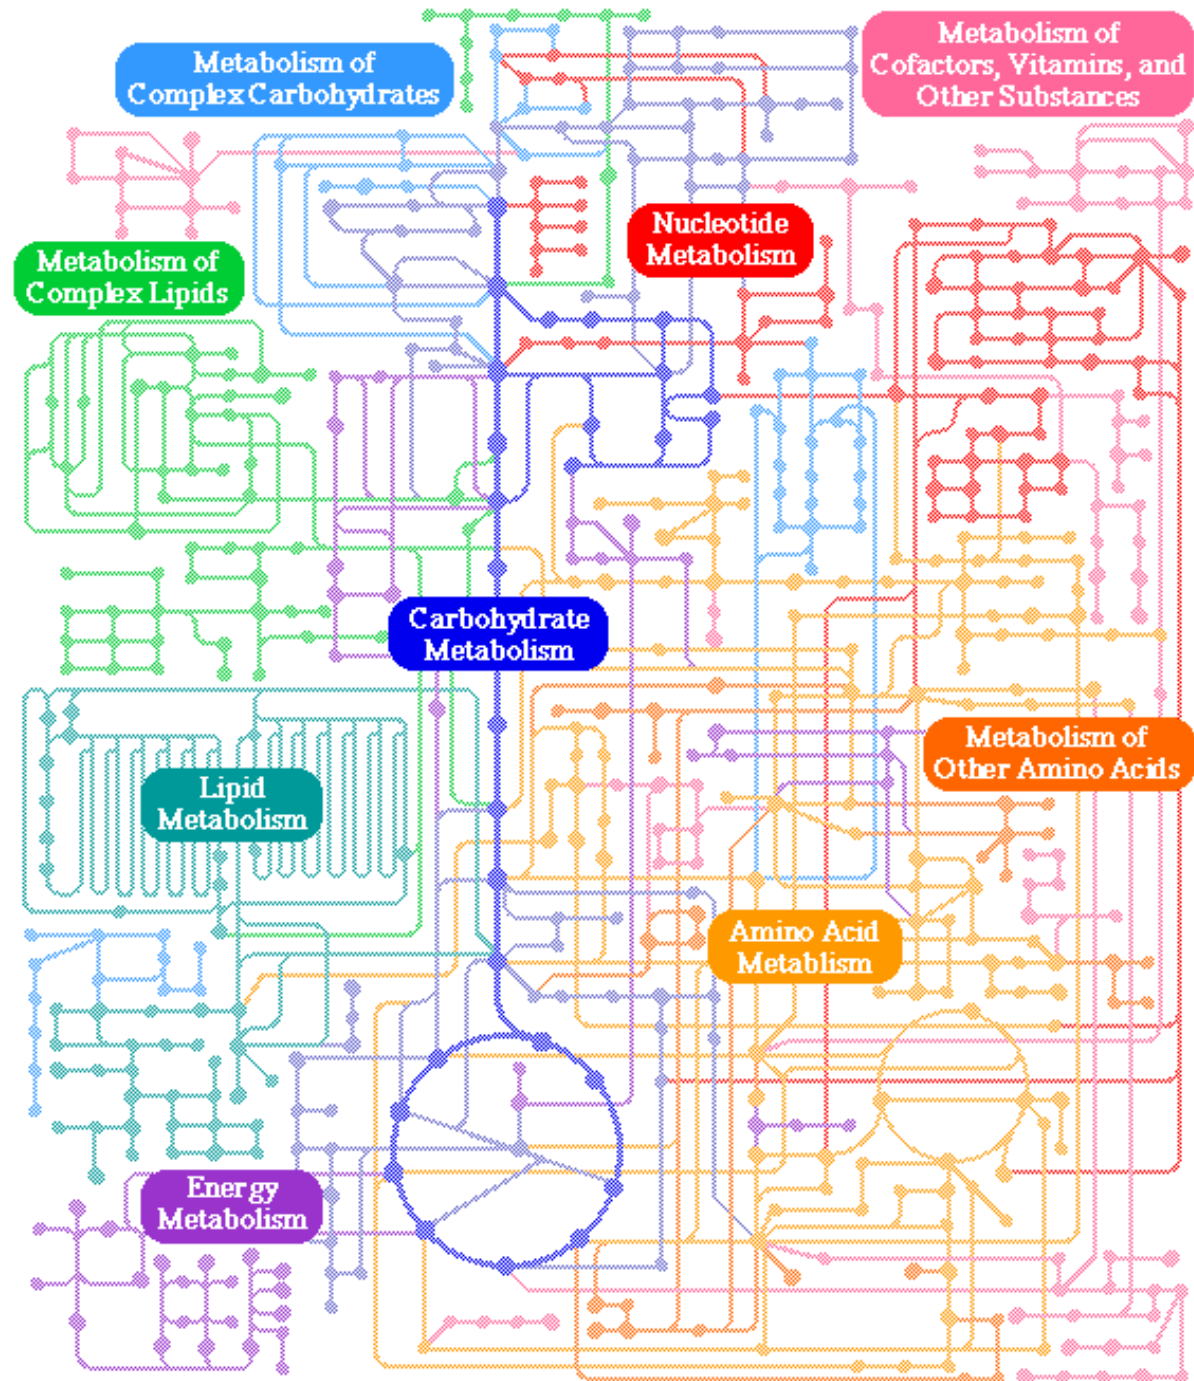 Metabolism of
Complex Carbohydrates
Metabolism of
Cofactors, Vitamins, and
Other Substances
Nucleotide
Metabolism
Metabolism of
Complex Lipids
Carbohydrate
Metabolism
Metabolism of
Other Amino Acids
Lipid
Metabolism
Amino Acid
Metablism
Energy
Metabolism